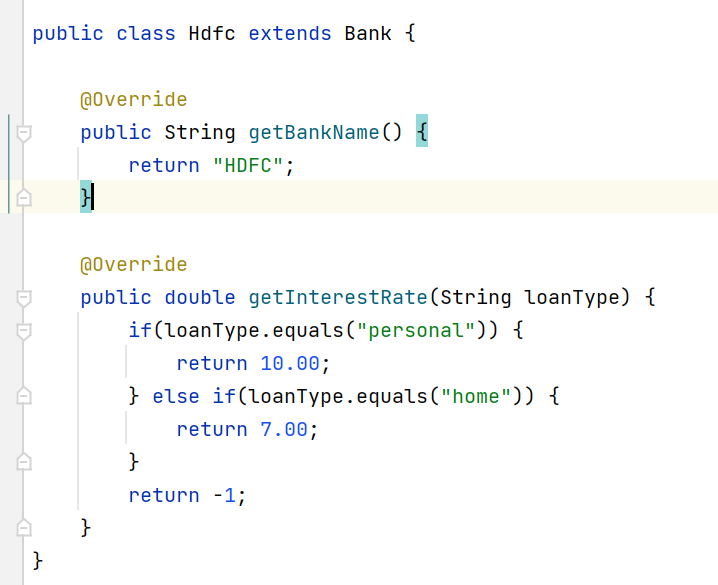 public class Hdfc extends Bank {
@Override
public String getBankName() {
return "HDFC";
}
@Override
public double getInterestRate(String loanType) {
if(loanType.equals("personal")) {
return 10.00;
} else if(loanType.equals("home")) {
return 7.00;
}
return -1;
}
}